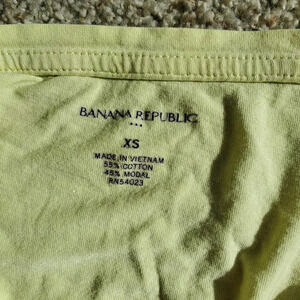 BANANA REPUBLIC
XS
MADE IN VIETNAM
55% COTTON
45% MODAL
RN54023